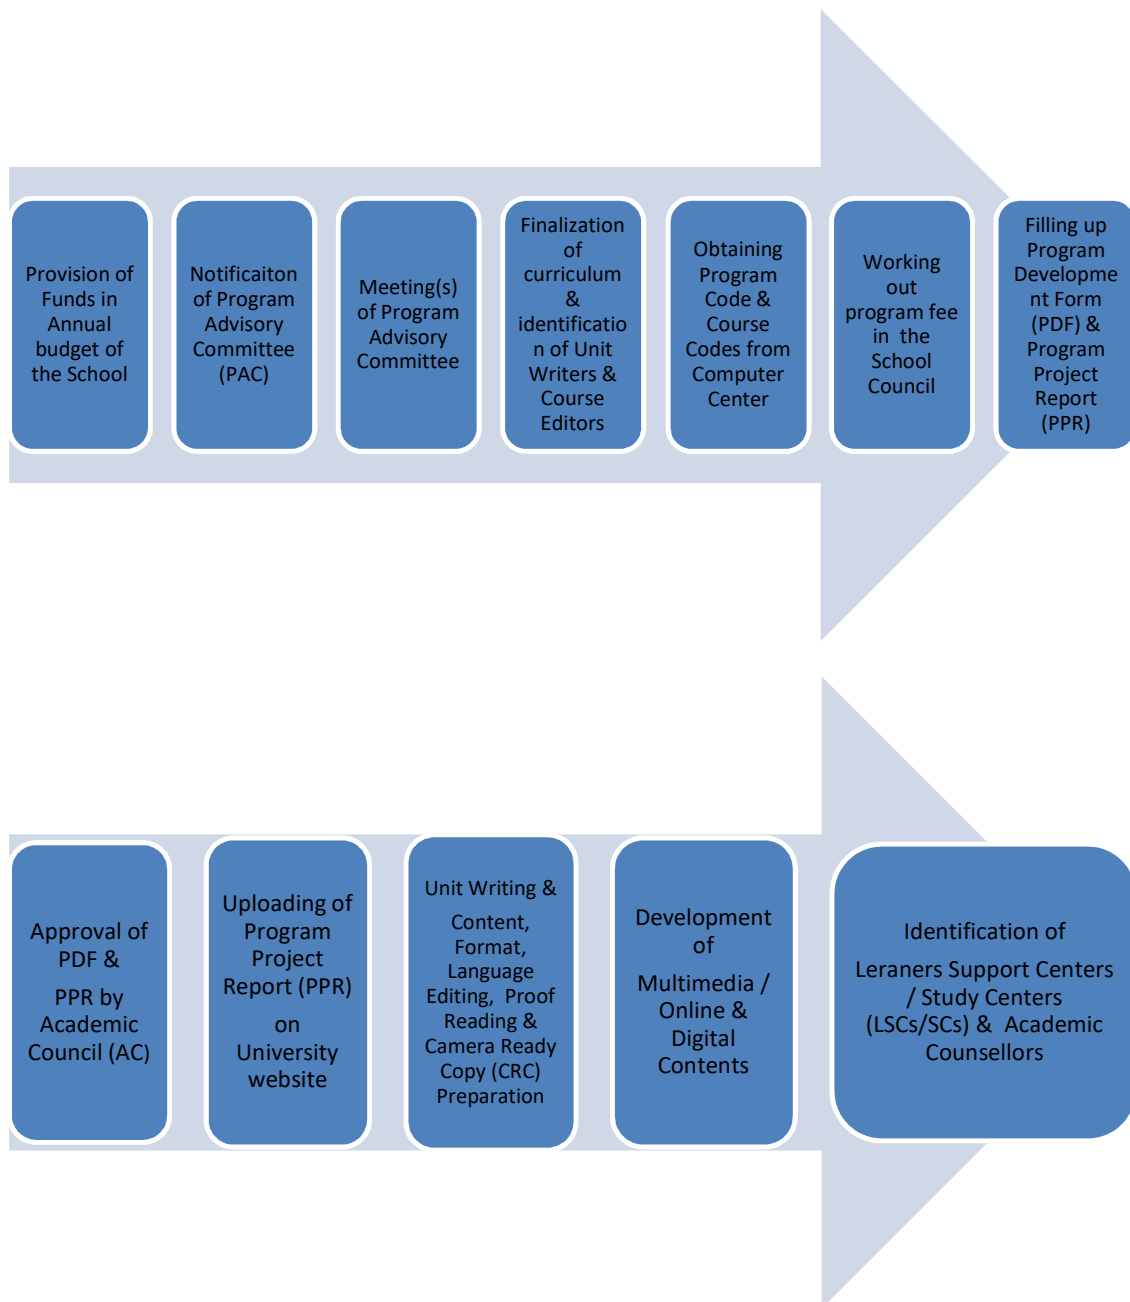 Provision of
Funds in
Annual
budget of
the School
Notificaiton
of Program
Advisory
Committee
(PAC)
Meeting(s)
of Program
Advisory
Committee
Finalization
of
curriculum
&
identificatio
n of Unit
Writers &
Course
Editors
Obtaining
Program
Code &
Course
Codes from
Computer
Center
Working
out
program fee
in the
School
Council
Filling up
Program
Developme
nt Form
(PDF) &
Program
Project
Report
(PPR)
Approval of
PDF &
PPR by
Academic
Council (AC)
Uploading of
Program
Project
Report (PPR)
on
University
website
Unit Writing &
Content,
Format,
Language
Editing, Proof
Reading &
Camera Ready
Copy (CRC)
Preparation
Development
of
Multimedia /
Online &
Digital
Contents
Identification of
Leraners Support Centers
/ Study Centers
(LSCs/SCs) & Academic
Counsellors